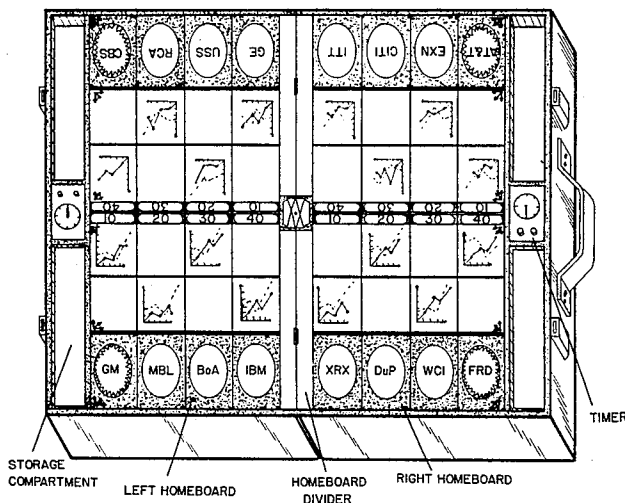 CBS RCA USS GE ITT CITI EXN AT&T
40 30 20 10 40 30 20 10
10 20 30 40 10 20 30 40
GM MBL BoA IBM XRX DuP WCI FRD
TIMER
STORAGE
COMPARTMENT
LEFT HOMEBOARD
HOMEBOARD
DIVIDER
RIGHT HOMEBOARD